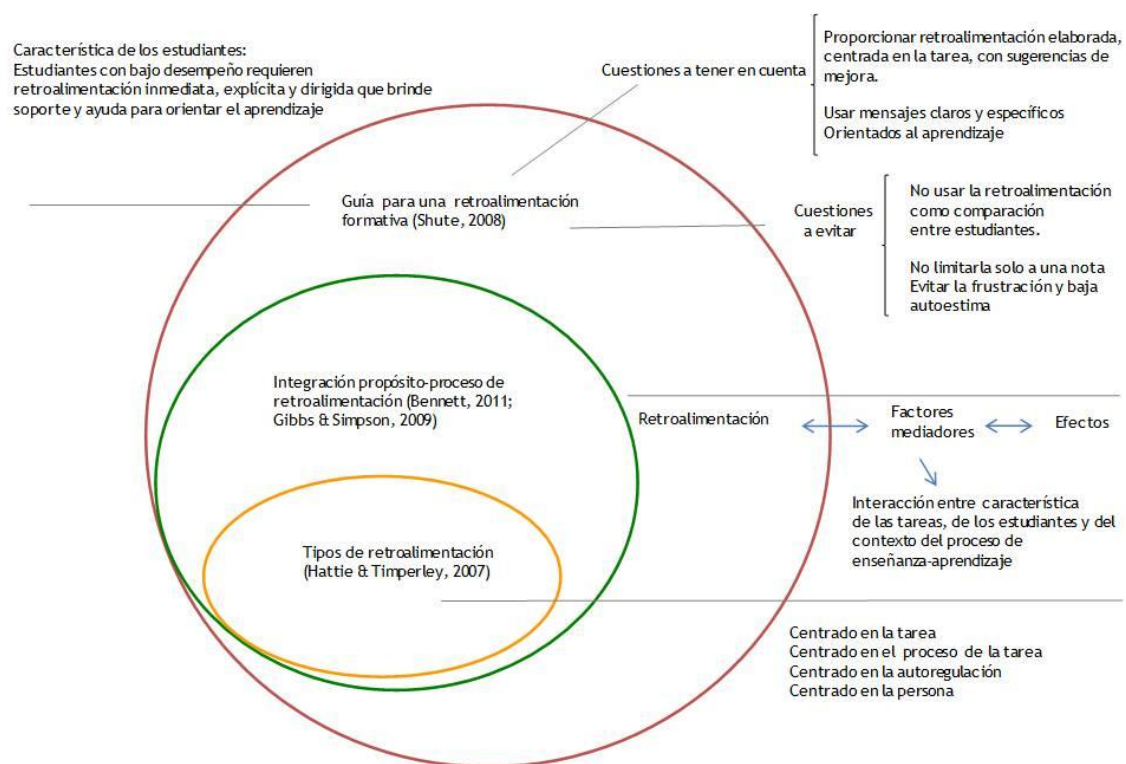 Característica de los estudiantes:
Estudiantes con bajo desempeño requieren
retroalimentación inmediata, explícita y dirigida que brinde
soporte y ayuda para orientar el aprendizaje
Cuestiones a tener en cuenta
Proporcionar retroalimentación elaborada,
centrada en la tarea, con sugerencias de
mejora.
Usar mensajes claros y específicos
Orientados al aprendizaje
Guía para una retroalimentación
formativa (Shute, 2008)
Cuestiones
a evitar
No usar la retroalimentación
como comparación
entre estudiantes.
No limitarla solo a una nota
Evitar la frustración y baja
autoestima
Integración propósito-proceso de
retroalimentación (Bennett, 2011;
Gibbs & Simpson, 2009)
Retroalimentación
Factores
mediadores
Efectos
Interacción entre característica
de las tareas, de los estudiantes y del
contexto del proceso de
enseñanza-aprendizaje
Tipos de retroalimentación
(Hattie & Timperley, 2007)
Centrado en la tarea
Centrado en el proceso de la tarea
Centrado en la autoregulación
Centrado en la persona